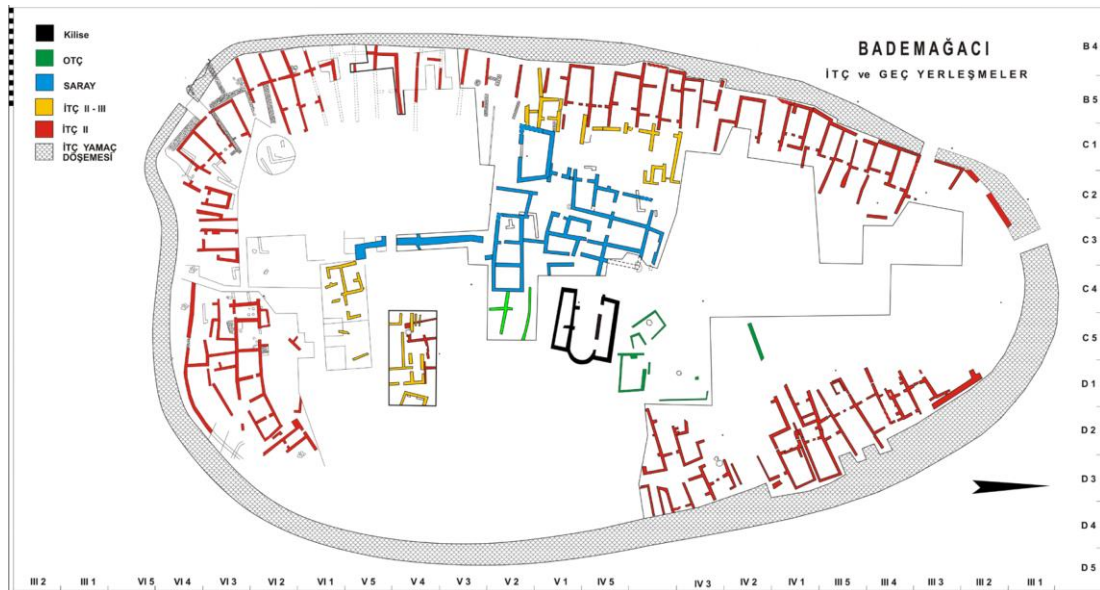 Kilise
OTÇ
SARAY
İTÇ II - III
İTÇ II
İTÇ YAMAÇ
DÖŞEMESİ
BADEMAĞACI
İTÇ ve GEÇ YERLEŞMELER
B 4
B 5
C 1
C 2
C 3
C 4
C 5
D 1
D 2
D 3
D 4
D 5
III 2 III 1 VI 5 VI 4 VI 3 VI 2 VI 1 V 5 V 4 V 3 V 2 V 1 IV 5 IV 3 IV 2 IV 1 III 5 III 4 III 3 III 2 III 1